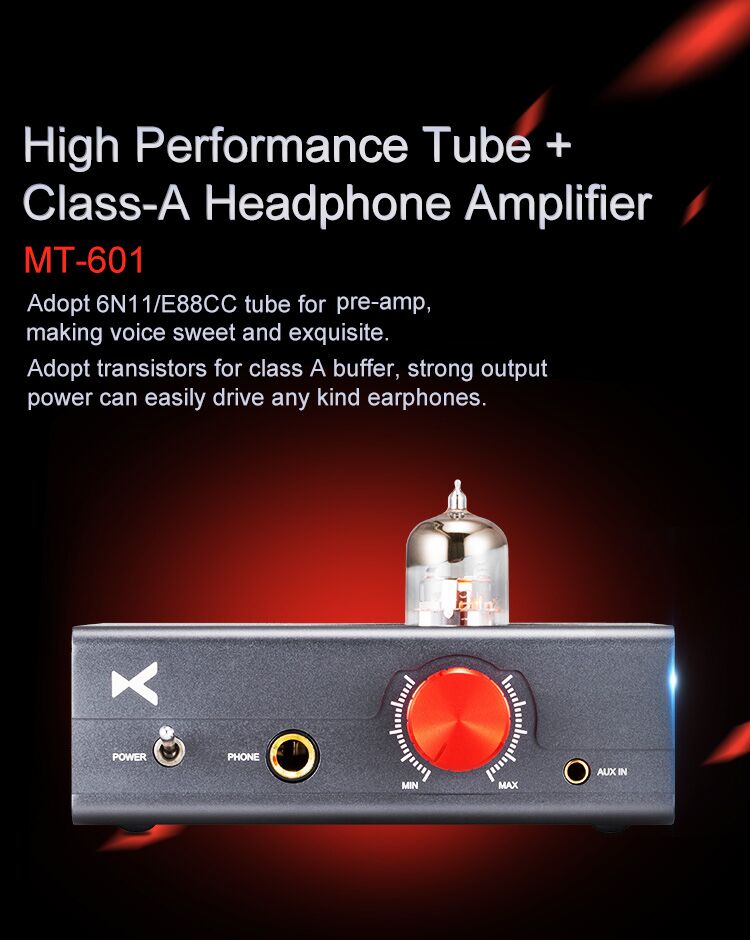 High Performance Tube +
Class-A Headphone Amplifier
MT-601
Adopt 6N11/E88CC tube for pre-amp,
making voice sweet and exquisite.
Adopt transistors for class A buffer, strong output
power can easily drive any kind earphones.
POWER
PHONE
MIN
MAX
AUX IN